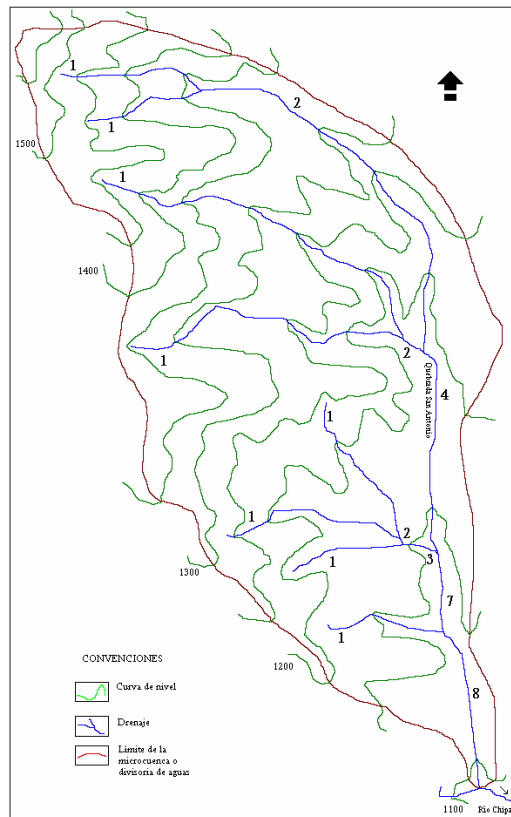 1
1
2
1500
1
1400
1
2
4
Quebrada San Antonio
1
1
2
3
1
1300
7
1
1200
8
CONVENCIONES
Curva de nivel
Drenaje
Límite de la
microcuenca o
divisoria de aguas
1100
Río Chipa